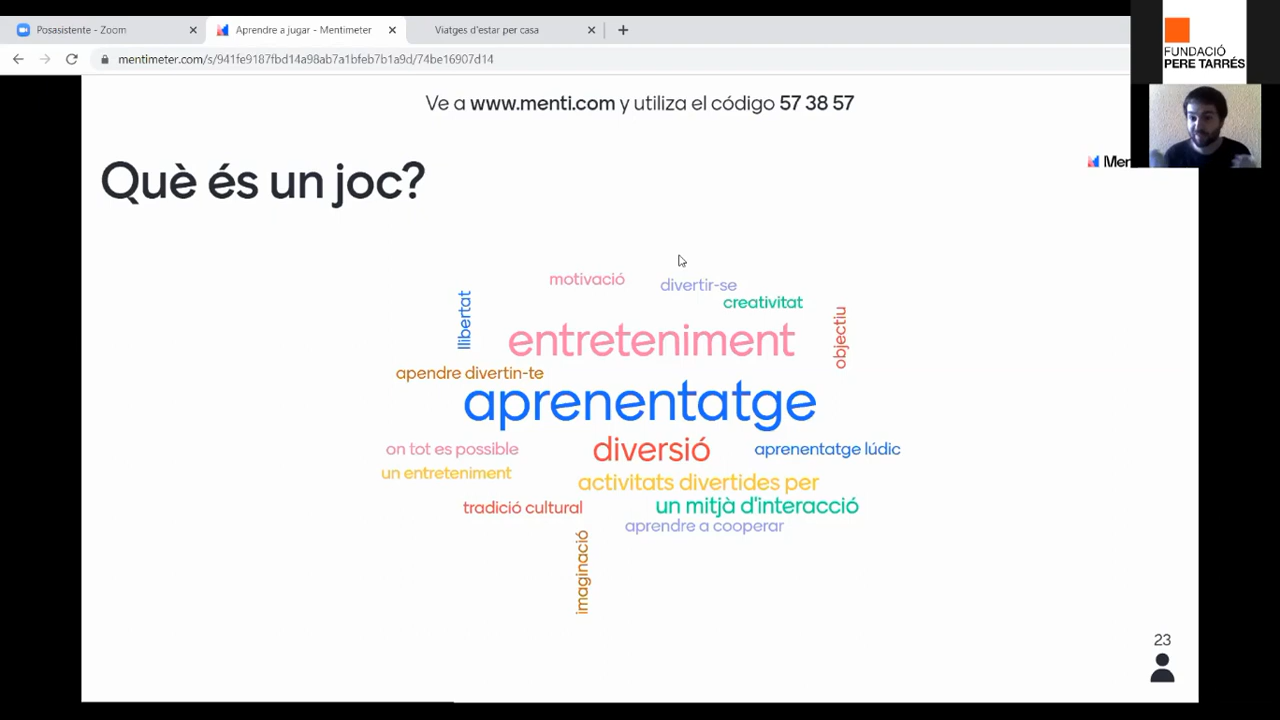 Posasistente - Zoom
Aprendre a jugar - Mentimeter
Viatges d'estar per casa
mentimeter.com/s/941fe9187fbd14a98ab7a1bfeb7b1a9d/74be16907d14
FUNDACIÓ
PERE TARRÉS
Ve a www.menti.com y utiliza el código 57 38 57
Men
Què és un joc?
motivació
divertir-se
creativitat
llibertat
objectiu
entreteniment
apendre divertin-te
aprenentatge
on tot es possible
diversió
aprenentatge lúdic
un entreteniment
activitats divertides per
tradició cultural
un mitjà d'interacció
aprendre a cooperar
imaginació
23